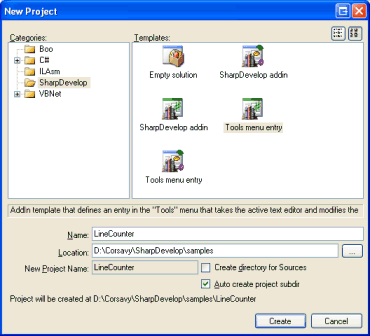 New Project
Categories:
Templates:
Boo
C#
ILAsm
SharpDevelop
VBNet
Empty solution
SharpDevelop addin
SharpDevelop addin
Tools menu entry
Tools menu entry
AddIn template that defines an entry in the "Tools" menu that takes the active text editor and modifies the
Name:
LineCounter
Location:
D:\Corsavy\SharpDevelop\samples
...
New Project Name:
LineCounter
Create directory for Sources
Auto create project subdir
Project will be created at D:\Corsavy\SharpDevelop\samples\LineCounter
Create
Cancel